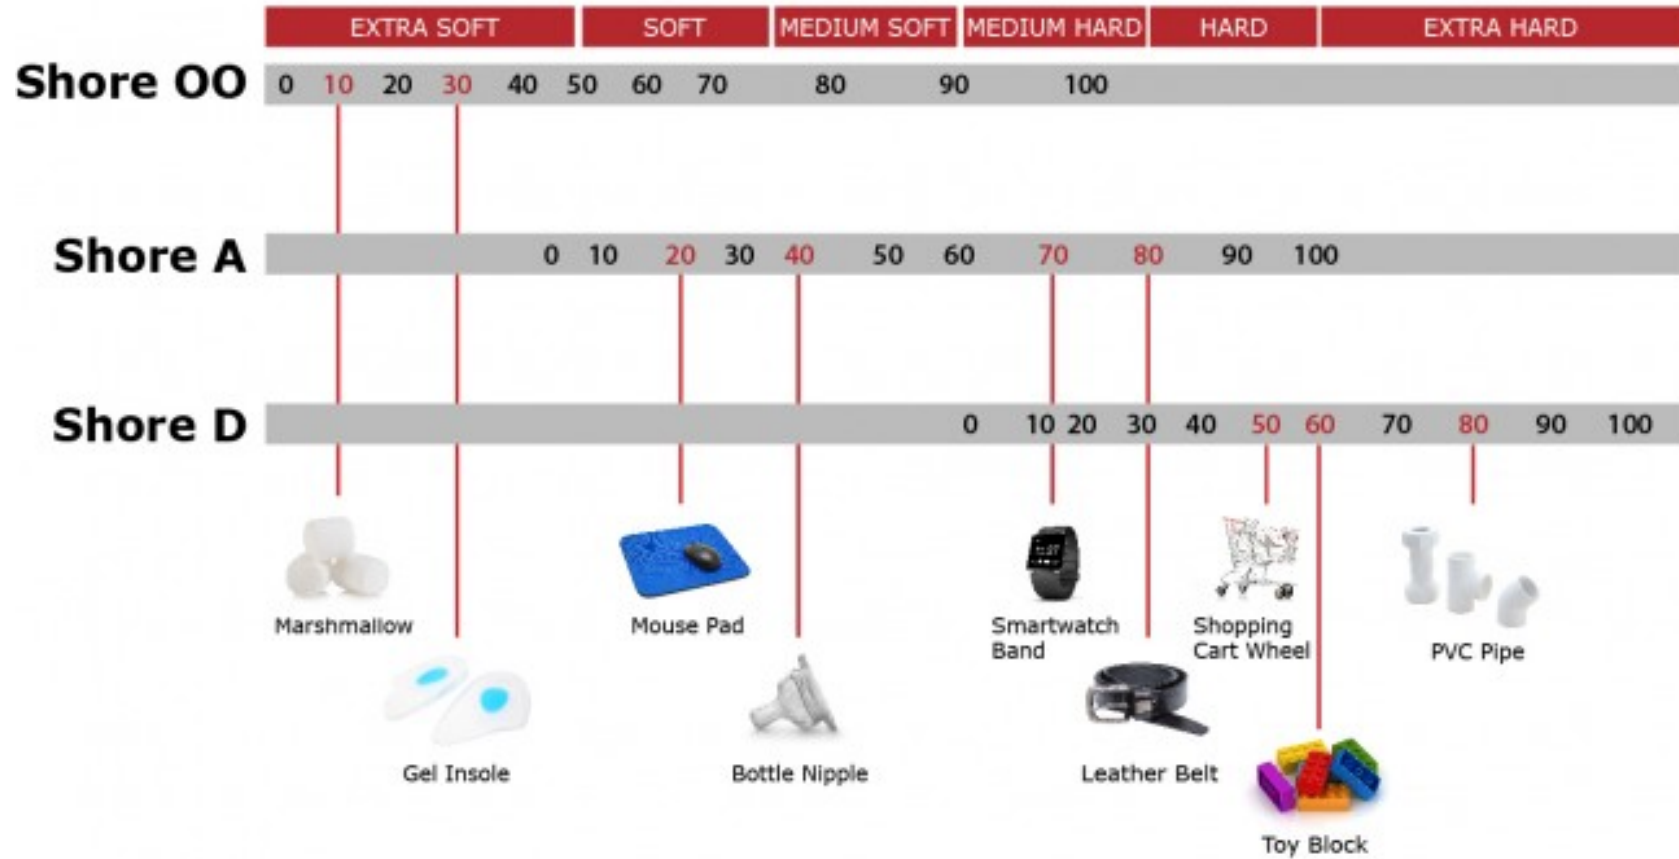 EXTRA SOFT SOFT MEDIUM SOFT MEDIUM HARD HARD EXTRA HARD
Shore OO 0 10 20 30 40 50 60 70 80 90 100
Shore A 0 10 20 30 40 50 60 70 80 90 100
Shore D 0 10 20 30 40 50 60 70 80 90 100
Marshmallow
Gel Insole
Mouse Pad
Bottle Nipple
Smartwatch
Band
Leather Belt
Shopping
Cart Wheel
Toy Block
PVC Pipe